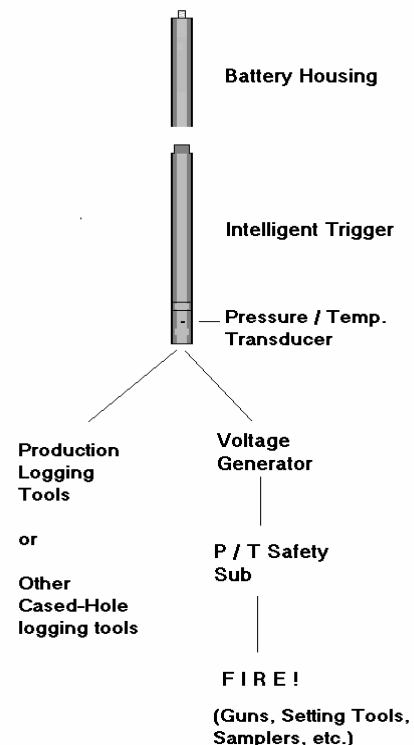 Battery Housing
Intelligent Trigger
Pressure / Temp.
Transducer
Production
Logging
Tools
or
Other
Cased-Hole
logging tools
Voltage
Generator
P / T Safety
Sub
F I R E !
(Guns, Setting Tools,
Samplers, etc.)